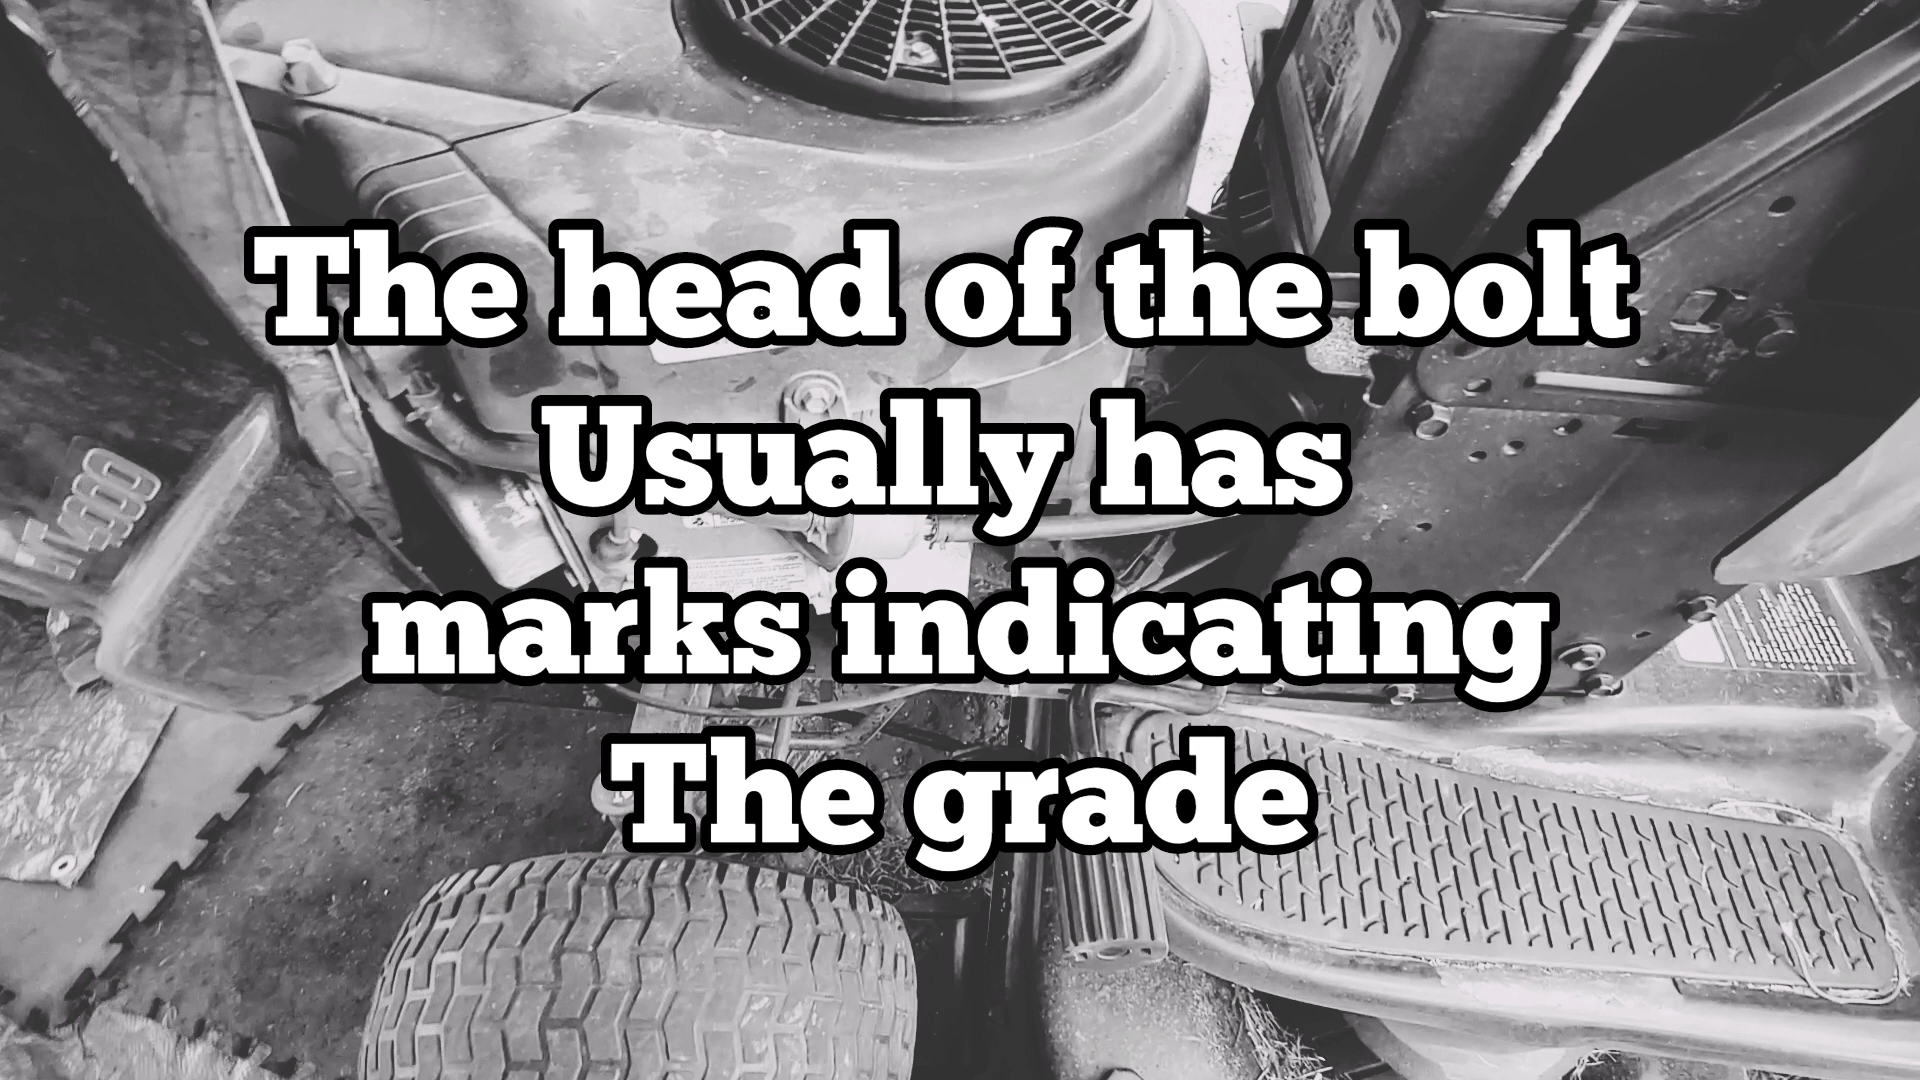 The head of the bolt
Usually has
marks indicating
The grade